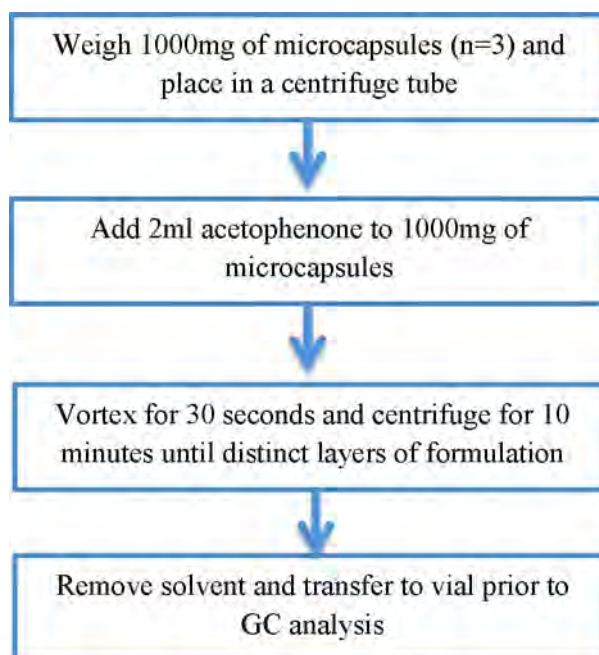 Weigh 1000mg of microcapsules (n=3) and
place in a centrifuge tube
Add 2ml acetophenone to 1000mg of
microcapsules
Vortex for 30 seconds and centrifuge for 10
minutes until distinct layers of formulation
Remove solvent and transfer to vial prior to
GC analysis